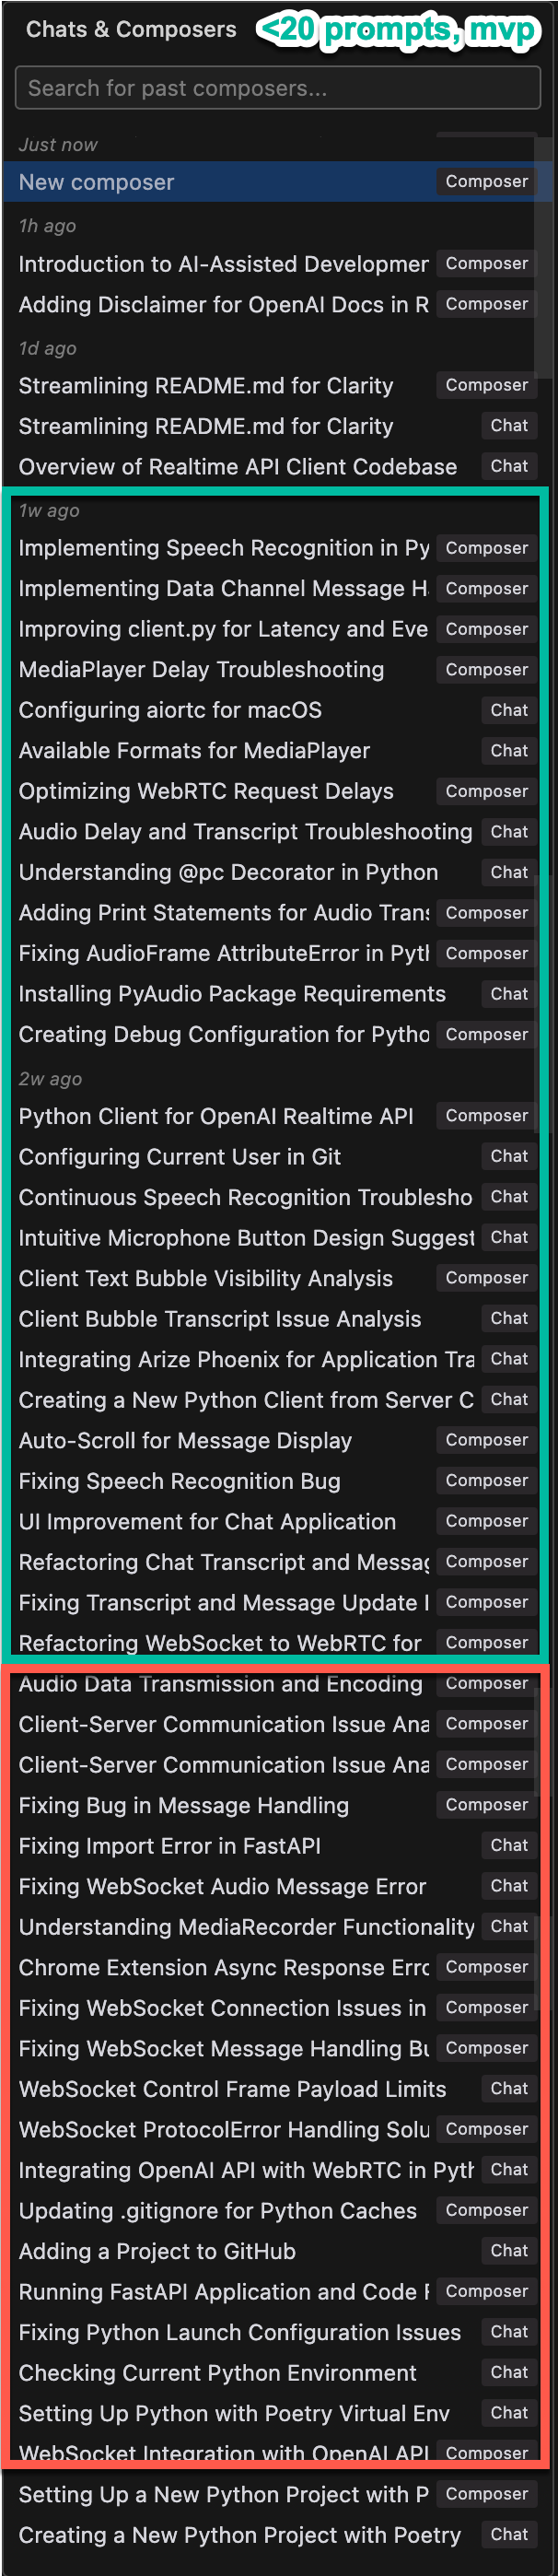 Chats & Composers <20 prompts, mvp
Search for past composers...
Just now
New composer Composer
1h ago
Introduction to AI-Assisted Developmen Composer
Adding Disclaimer for OpenAI Docs in R Composer
1d ago
Streamlining README.md for Clarity Composer
Streamlining README.md for Clarity Chat
Overview of Realtime API Client Codebase Chat
1w ago
Implementing Speech Recognition in Py Composer
Implementing Data Channel Message H Composer
Improving client.py for Latency and Eve Composer
MediaPlayer Delay Troubleshooting Composer
Configuring aiortc for macOS Chat
Available Formats for MediaPlayer Chat
Optimizing WebRTC Request Delays Composer
Audio Delay and Transcript Troubleshooting Chat
Understanding @pc Decorator in Python Chat
Adding Print Statements for Audio Trans Composer
Fixing AudioFrame AttributeError in Pyth Composer
Installing PyAudio Package Requirements Chat
Creating Debug Configuration for Pytho Composer
2w ago
Python Client for OpenAI Realtime API Composer
Configuring Current User in Git Chat
Continuous Speech Recognition Troublesho Chat
Intuitive Microphone Button Design Suggest Chat
Client Text Bubble Visibility Analysis Composer
Client Bubble Transcript Issue Analysis Chat
Integrating Arize Phoenix for Application Tra Chat
Creating a New Python Client from Server C Chat
Auto-Scroll for Message Display Composer
Fixing Speech Recognition Bug Composer
UI Improvement for Chat Application Composer
Refactoring Chat Transcript and Messag Composer
Fixing Transcript and Message Update I Composer
Refactoring WebSocket to WebRTC for Composer
Audio Data Transmission and Encoding Composer
Client-Server Communication Issue Ana Composer
Client-Server Communication Issue Ana Composer
Fixing Bug in Message Handling Composer
Fixing Import Error in FastAPI Chat
Fixing WebSocket Audio Message Error Chat
Understanding MediaRecorder Functionality Chat
Chrome Extension Async Response Erro Composer
Fixing WebSocket Connection Issues in Composer
Fixing WebSocket Message Handling Bu Composer
WebSocket Control Frame Payload Limits Chat
WebSocket ProtocolError Handling Solu Composer
Integrating OpenAI API with WebRTC in Pyth Chat
Updating .gitignore for Python Caches Composer
Adding a Project to GitHub Chat
Running FastAPI Application and Code F Composer
Fixing Python Launch Configuration Issues Chat
Checking Current Python Environment Chat
Setting Up Python with Poetry Virtual Env Chat
WebSocket Integration with OpenAI API Composer
Setting Up a New Python Project with P Composer
Creating a New Python Project with Poetry Chat